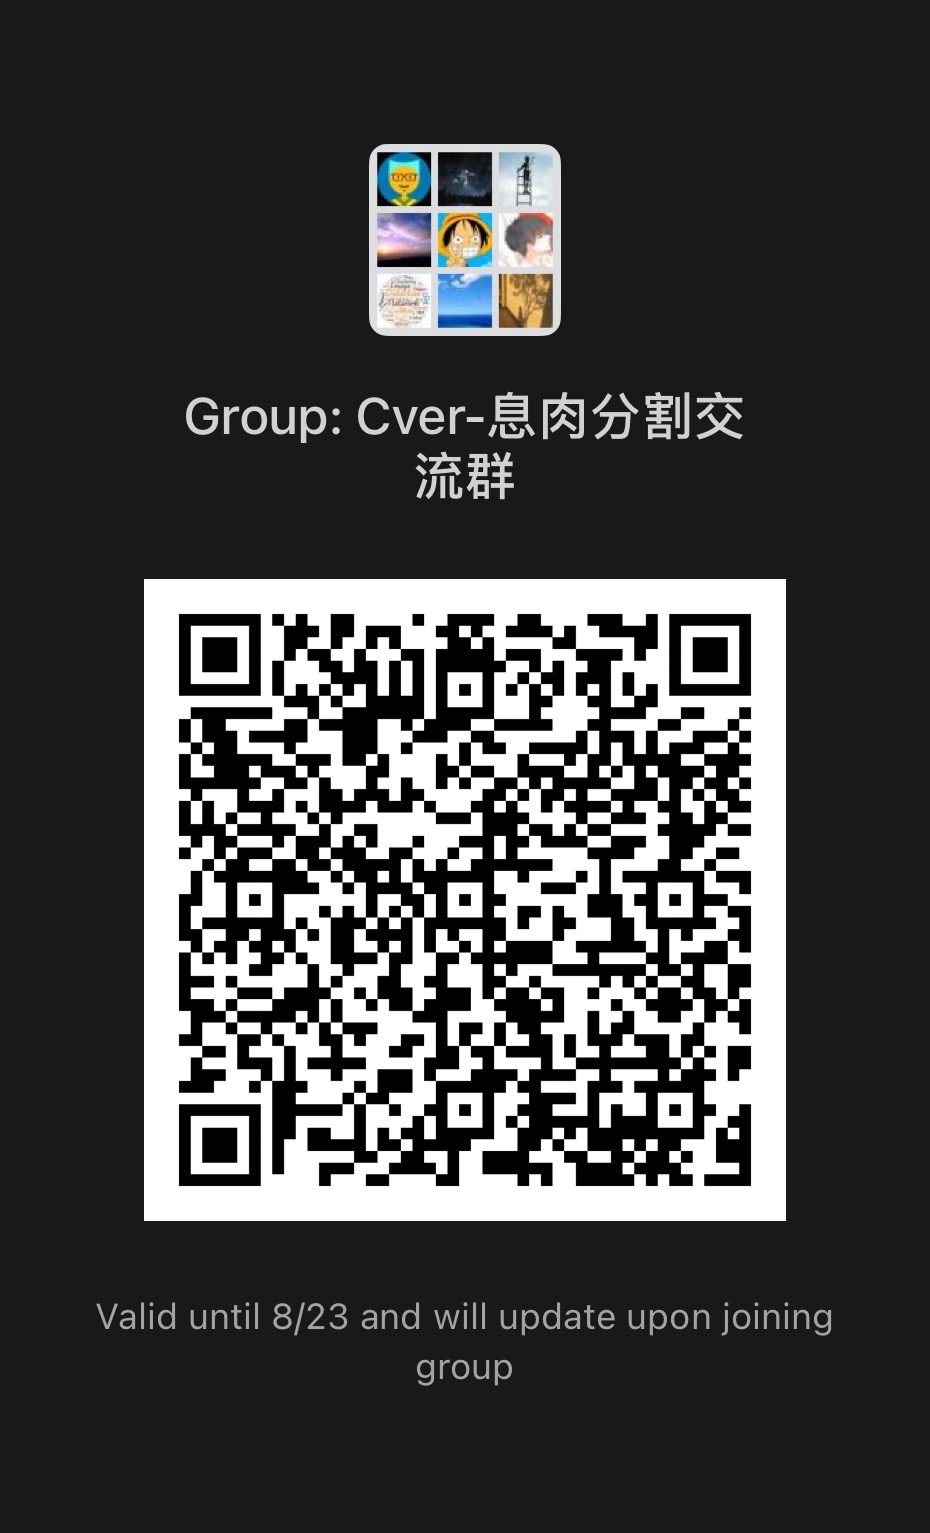 Group: Cver-息肉分割交
流群
Valid until 8/23 and will update upon joining
group